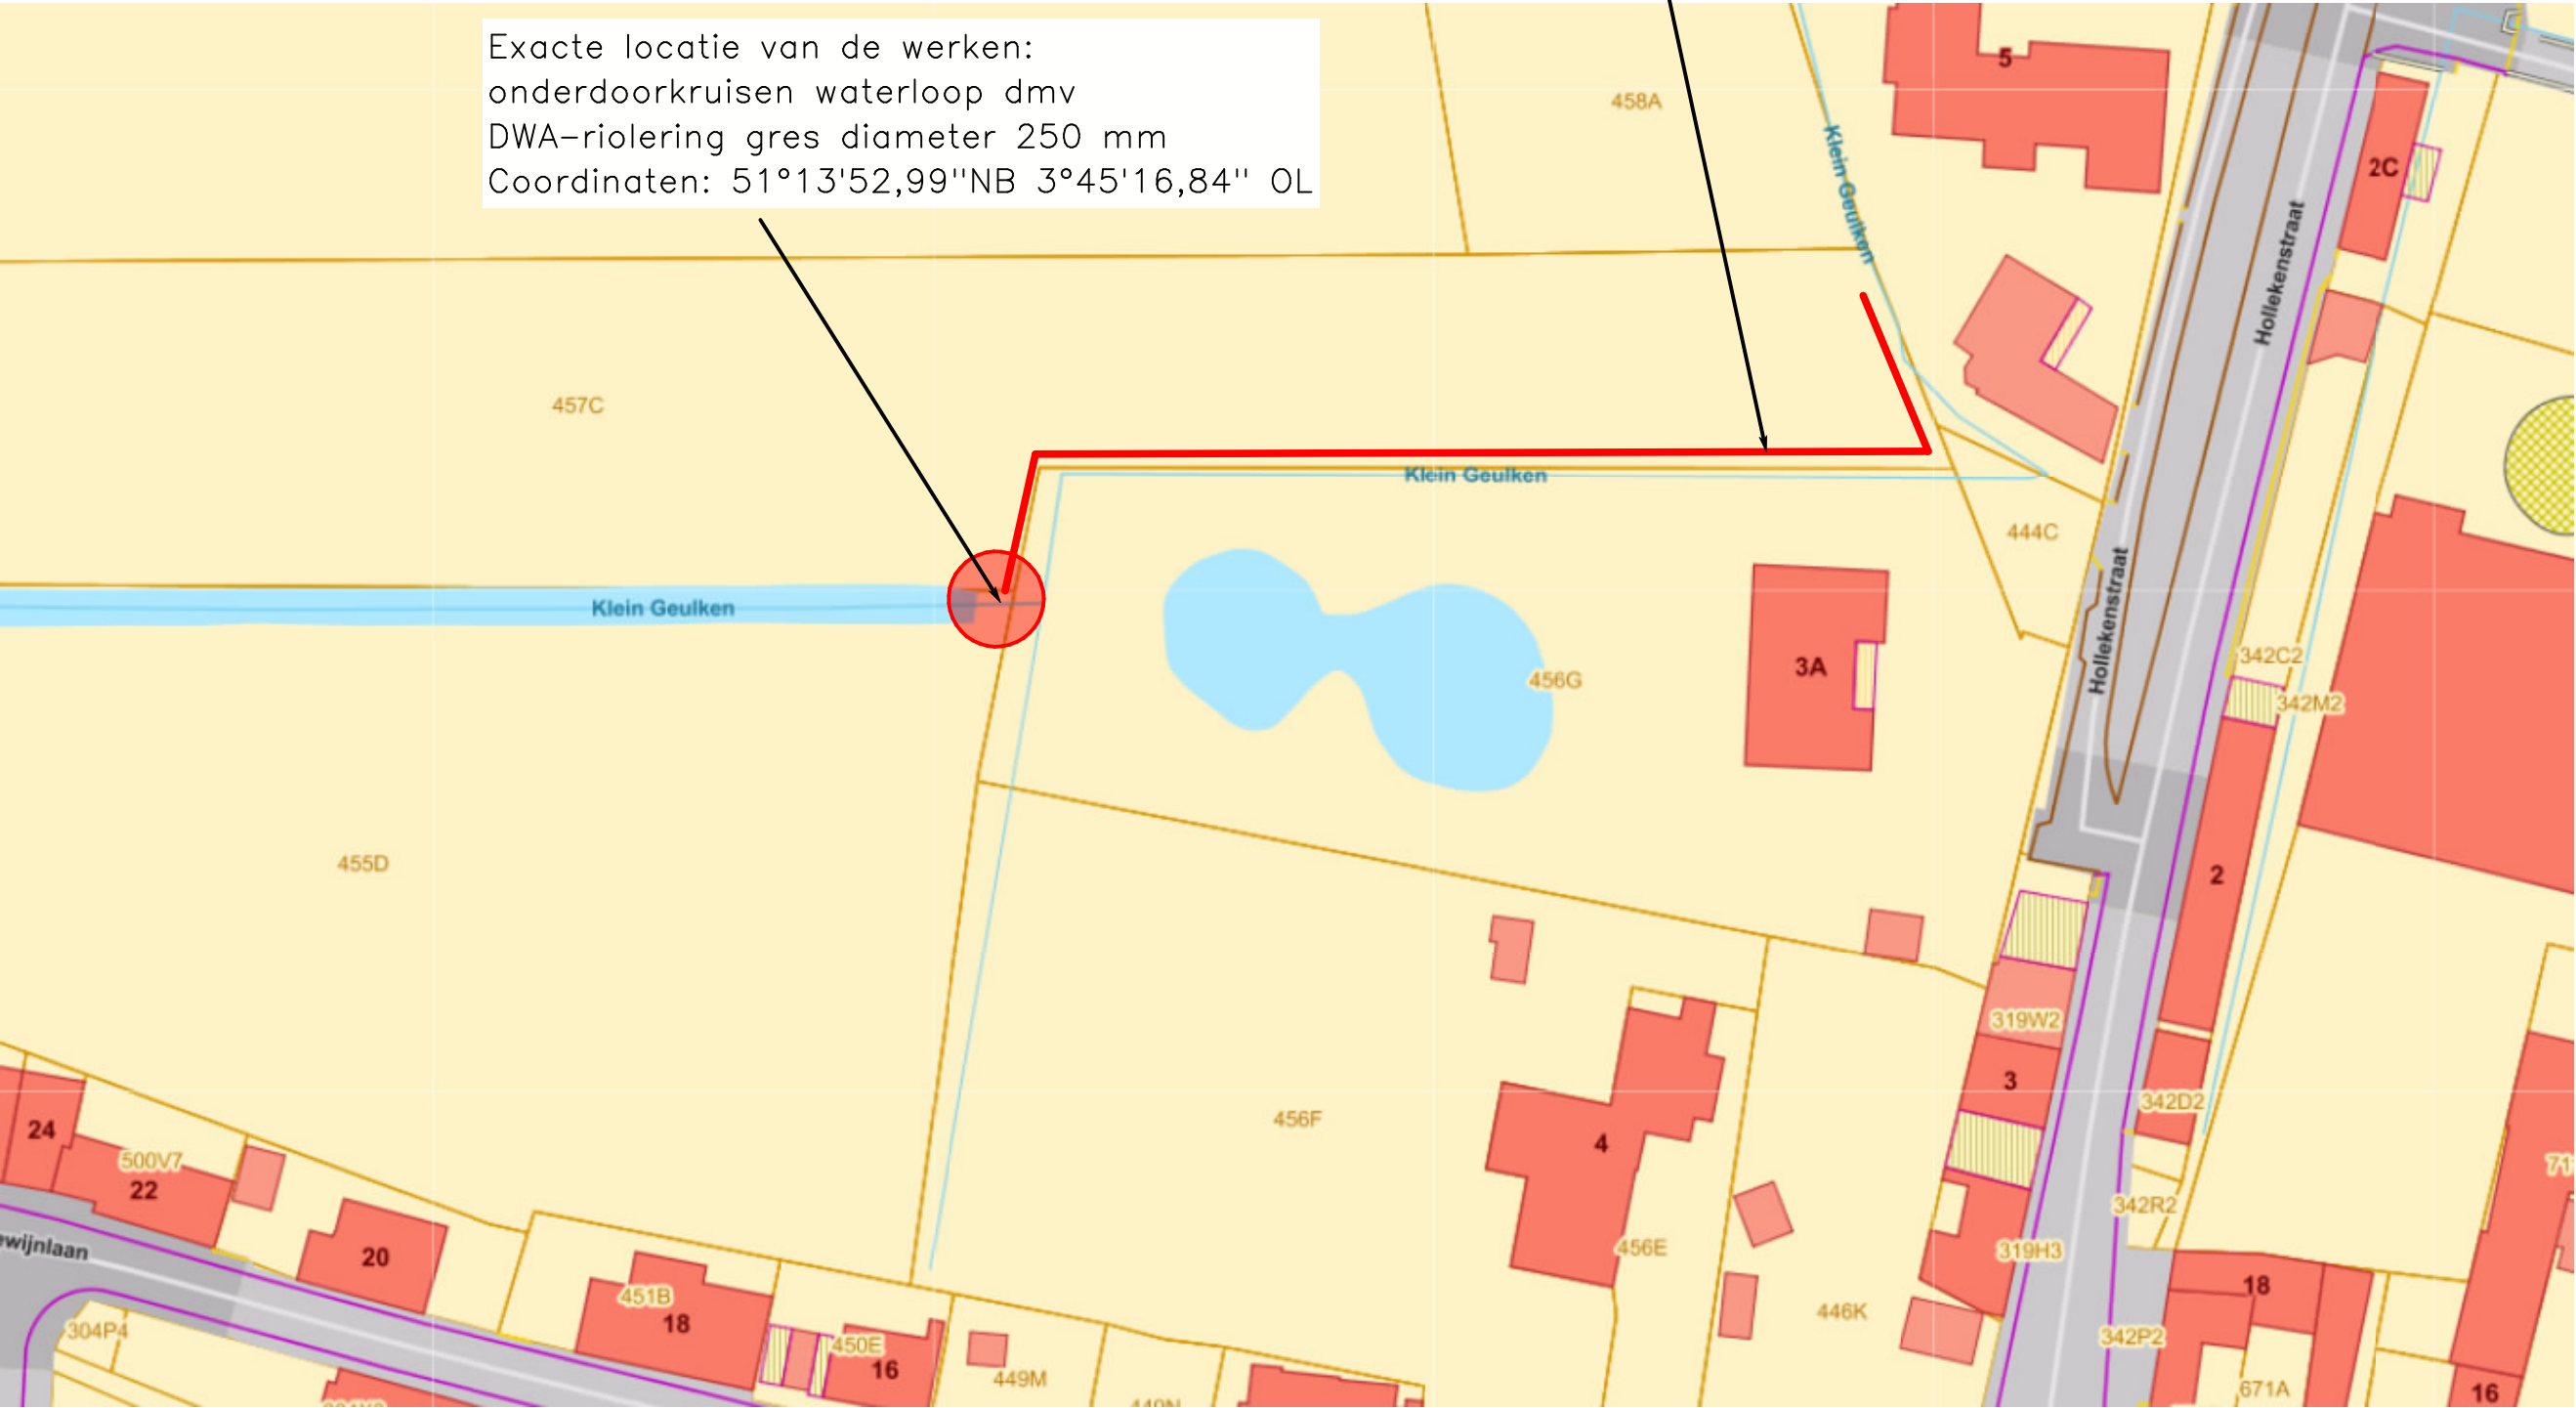 Exacte locatie van de werken:
onderdoorkruisen waterloop dmv
DWA-riolering gres diameter 250 mm
Coordinaten: 51°13'52,99"NB 3°45'16,84" OL
5
458A
Klein Geulken
2C
Hollekenstraat
457C
Klein Geulken
444C
Klein Geulken
Hollekenstraat
342C2
3A
456G
342M2
455D
2
319W2
3
342D2
456F
24
4
500V7
22
342R2
ewijnlaan
20
456E
319H3
18
451B
18
446K
304P4
450E
342P2
16
449M
671A
16